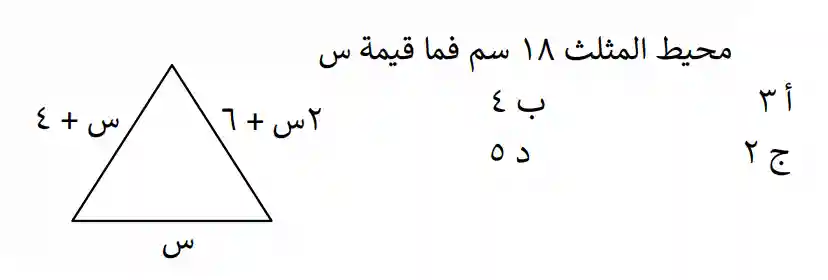 محيط المثلث ١٨ سم فما قيمة س
أ ٣ ب ٤
ج ٢ د ٥
س + ٤
٢س + ٦
س